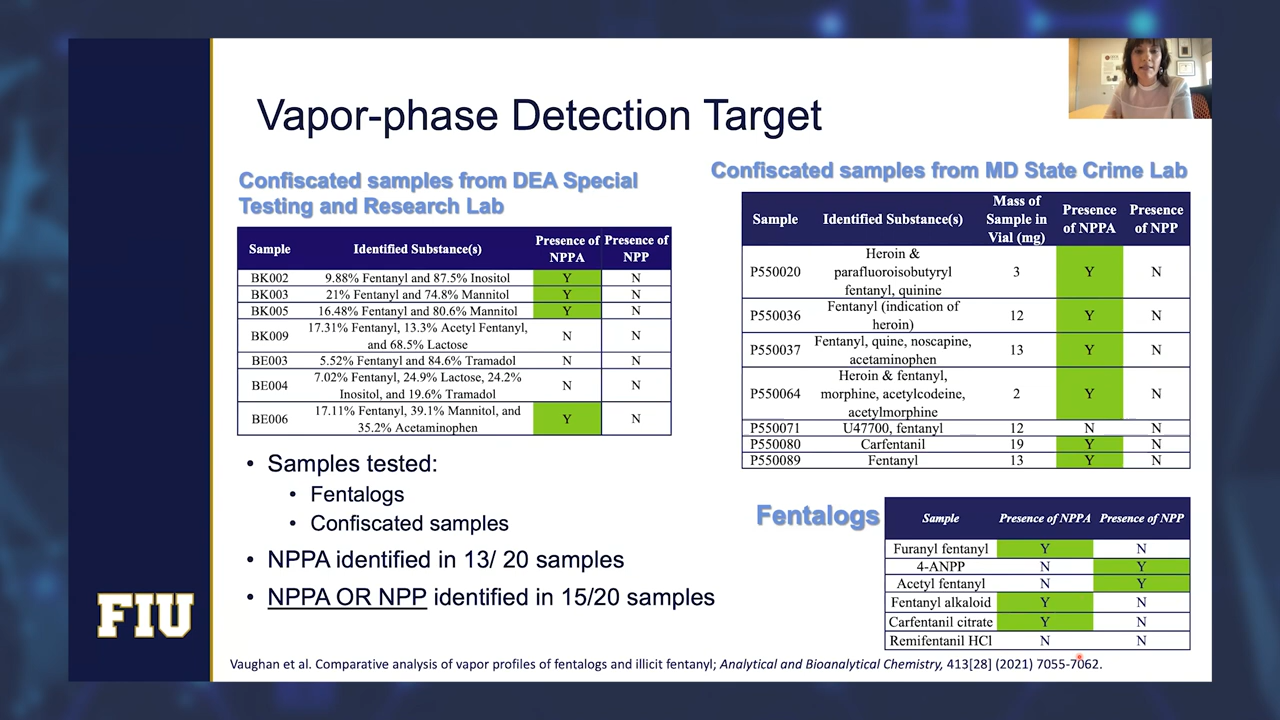 Vapor-phase Detection Target
Confiscated samples from DEA Special
Testing and Research Lab
Sample Identified Substance(s) Presence of NPPA Presence of NPP
BK002 9.88% Fentanyl and 87.5% Inositol Y N
BK003 21% Fentanyl and 74.8% Mannitol Y N
BK005 16.48% Fentanyl and 80.6% Mannitol Y N
BK009 17.31% Fentanyl, 13.3% Acetyl Fentanyl, and 68.5% Lactose N N
BE003 5.52% Fentanyl and 84.6% Tramadol N N
BE004 7.02% Fentanyl, 24.9% Lactose, 24.2% Inositol, and 19.6% Tramadol N N
BE006 17.11% Fentanyl, 39.1% Mannitol, and 35.2% Acetaminophen Y N
• Samples tested:
• Fentalogs
• Confiscated samples
• NPPA identified in 13/ 20 samples
• NPPA OR NPP identified in 15/20 samples
Confiscated samples from MD State Crime Lab
Sample Identified Substance(s) Mass of Sample in Vial (mg) Presence of NPPA Presence of NPP
P550020 Heroin & parafluoroisobutyryl fentanyl, quinine 3 Y N
P550036 Fentanyl (indication of heroin) 12 Y N
P550037 Fentanyl, quine, noscapine, acetaminophen 13 Y N
P550064 Heroin & fentanyl, morphine, acetylcodeine, acetylmorphine 2 Y N
P550071 U47700, fentanyl 12 N N
P550080 Carfentanil 19 Y N
P550089 Fentanyl 13 Y N
Fentalogs
Sample Presence of NPPA Presence of NPP
Furanyl fentanyl Y N
4-ANPP N Y
Acetyl fentanyl N Y
Fentanyl alkaloid Y N
Carfentanil citrate Y N
Remifentanil HCl N N
FIU
Vaughan et al. Comparative analysis of vapor profiles of fentalogs and illicit fentanyl; Analytical and Bioanalytical Chemistry, 413[28] (2021) 7055-7062.